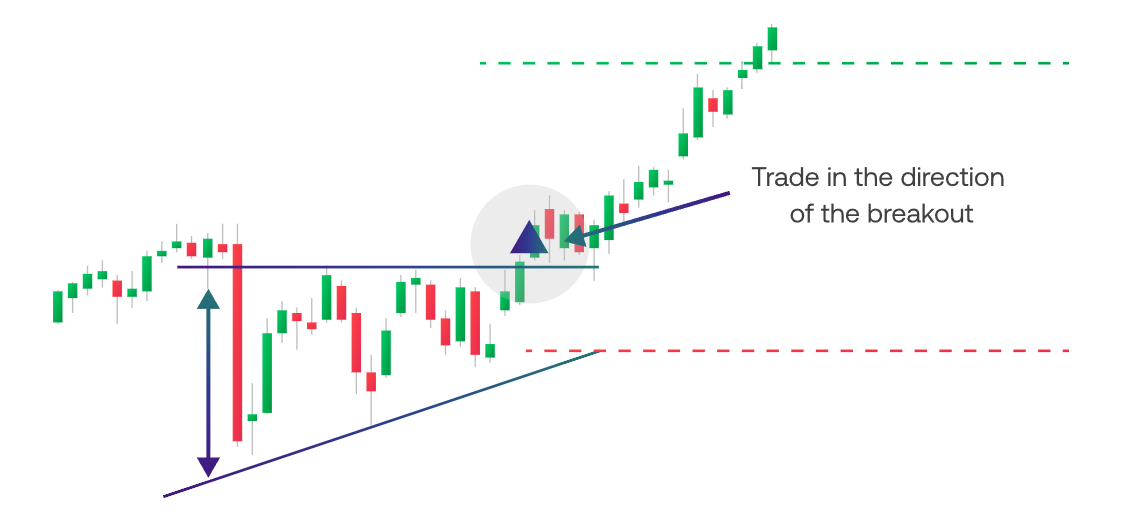 Trade in the direction
of the breakout